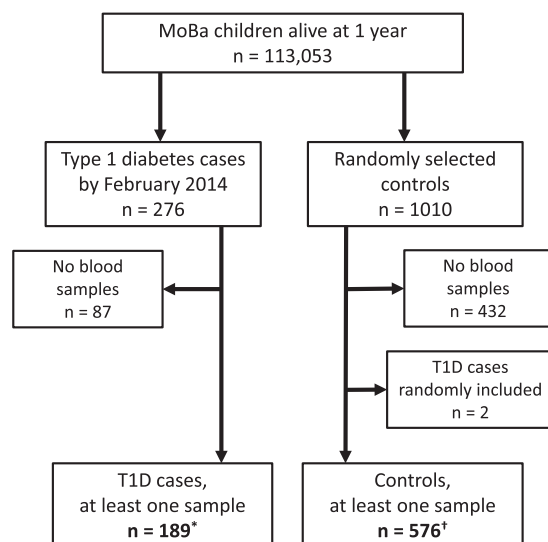 MoBa children alive at 1 year
n = 113,053
Type 1 diabetes cases
by February 2014
n = 276
Randomly selected
controls
n = 1010
No blood
samples
n = 87
No blood
samples
n = 432
T1D cases
randomly included
n = 2
T1D cases,
at least one sample
n = 189*
Controls,
at least one sample
n = 576†